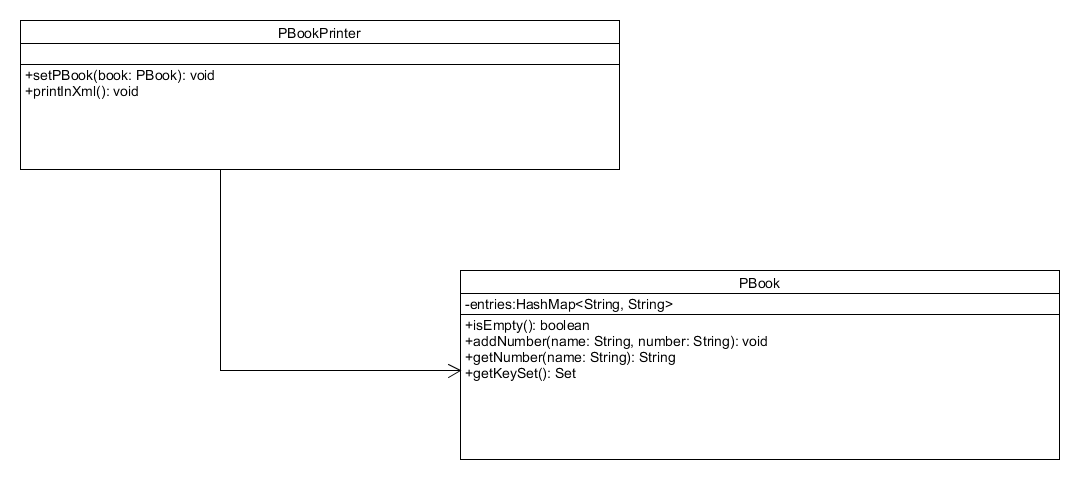 PBookPrinter
+setPBook(book: PBook): void
+printInXml(): void
PBook
-entries:HashMap<String, String>
+isEmpty(): boolean
+addNumber(name: String, number: String): void
+getNumber(name: String): String
+getKeySet(): Set